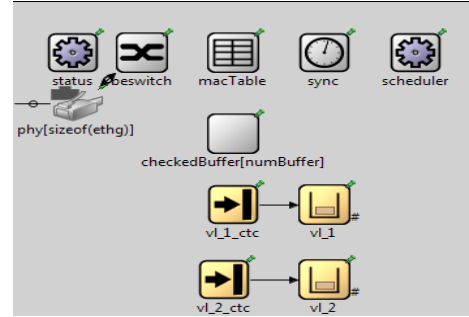 status beswitch macTable sync scheduler
phy[sizeof(ethg)]
checkedBuffer[numBuffer]
#
vl_1_ctc vl_1
#
vl_2_ctc vl_2